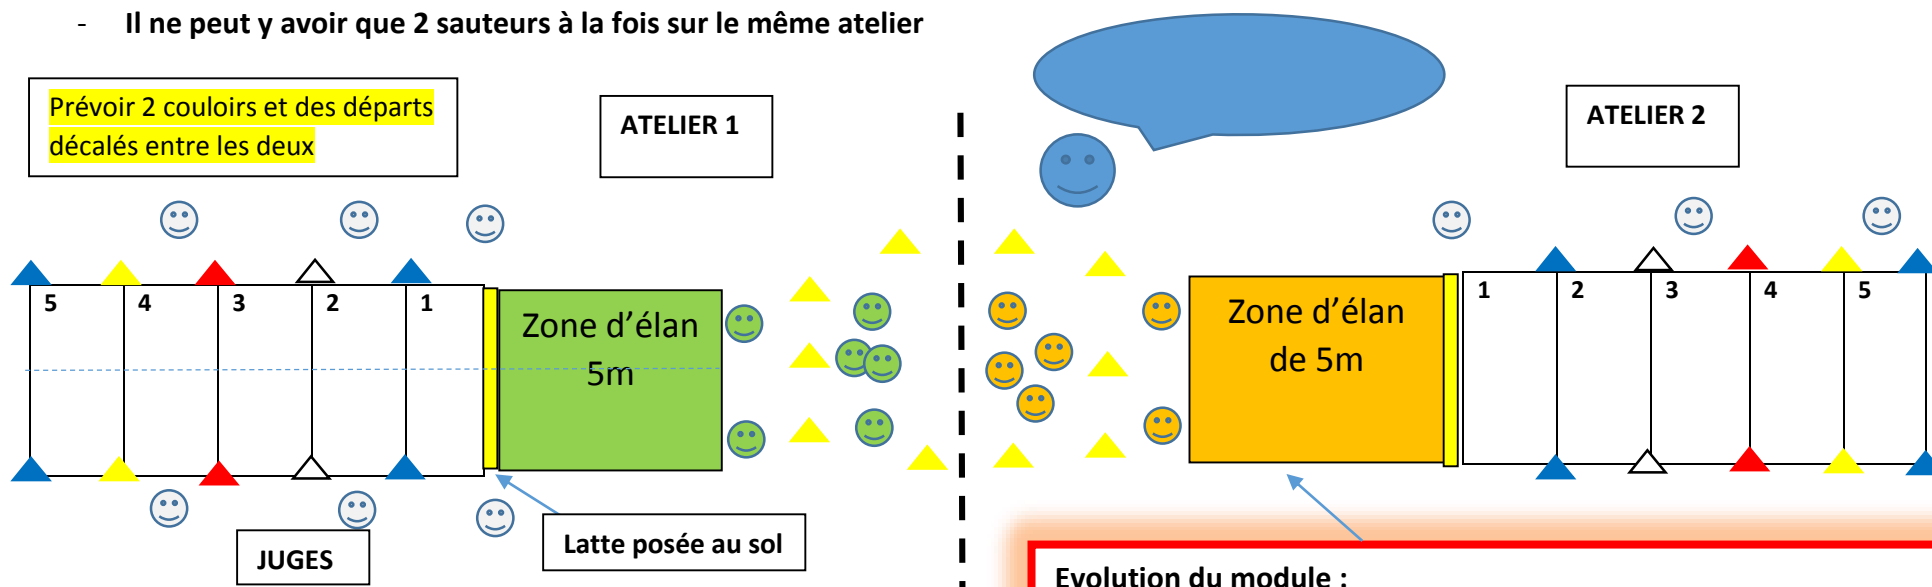 - Il ne peut y avoir que 2 sauteurs à la fois sur le même atelier
Prévoir 2 couloirs et des départs
décalés entre les deux
ATELIER 1
ATELIER 2
5 4 3 2 1
Zone d'élan
5m
Zone d'élan
de 5m
1 2 3 4 5
JUGES
Latte posée au sol
Evolution du module :